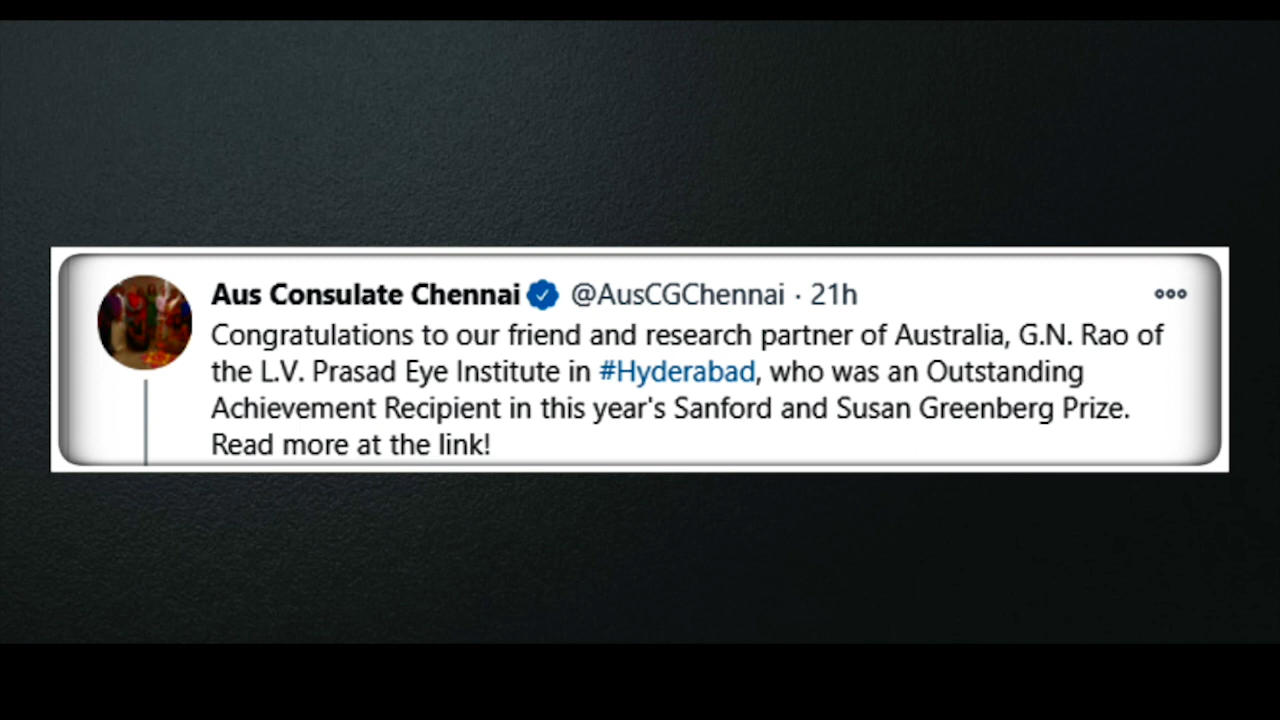 Aus Consulate Chennai @AusCGChennai · 21h
Congratulations to our friend and research partner of Australia, G.N. Rao of
the L.V. Prasad Eye Institute in #Hyderabad, who was an Outstanding
Achievement Recipient in this year's Sanford and Susan Greenberg Prize.
Read more at the link!